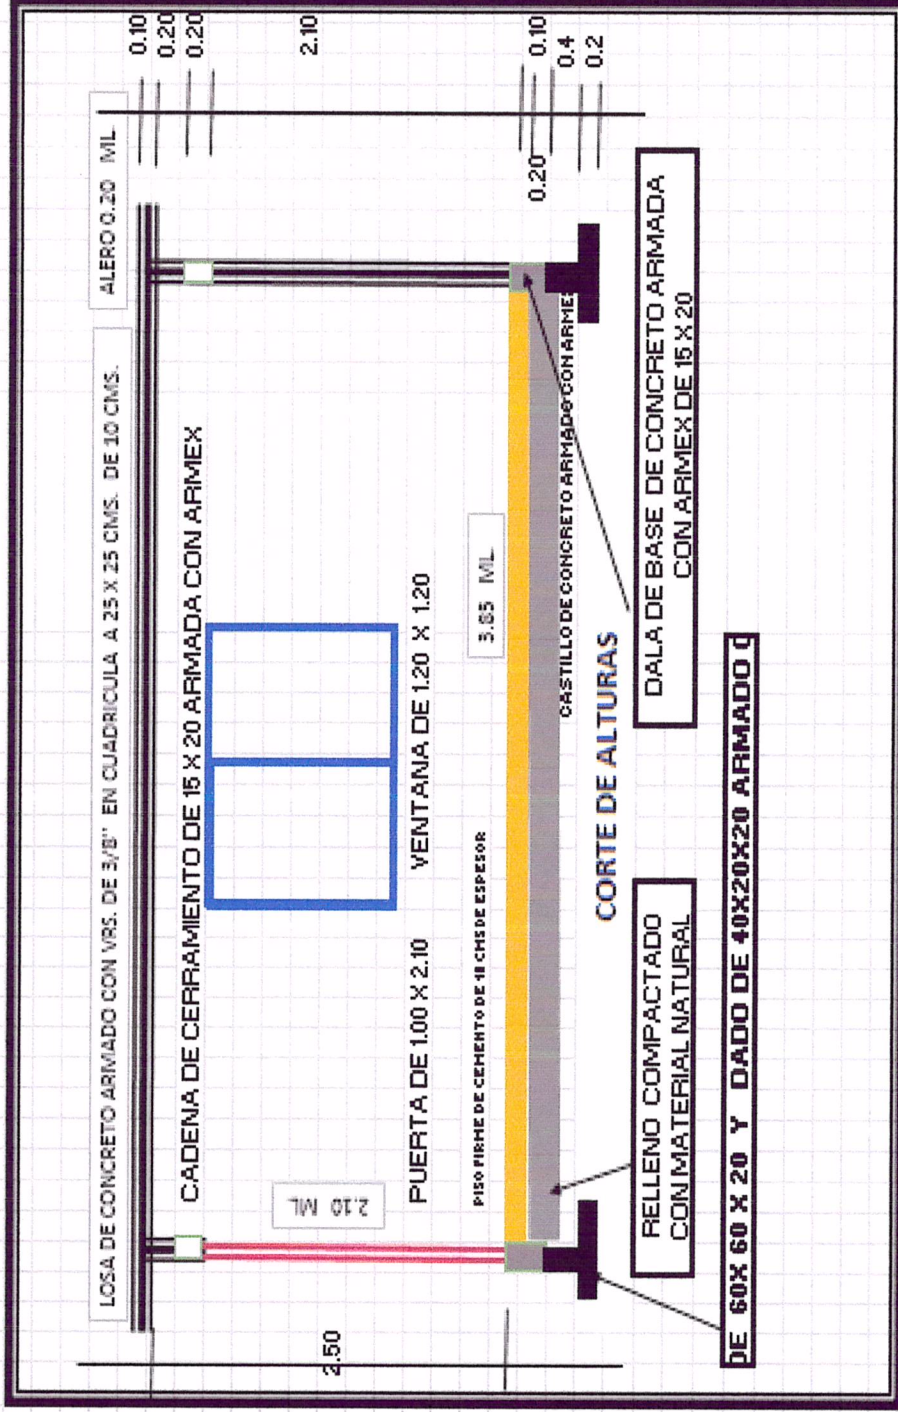 LOSA DE CONCRETO ARMADO CON VRS. DE 3/8" EN CUADRICULA A 25 X 25 CMS. DE 10 CMS.
ALERO 0.20 ML
0.10
0.20
0.20
2.10
CADENA DE CERRAMIENTO DE 15 X 20 ARMADA CON ARMEX
2.10 ML
2.50
PUERTA DE 1.00 X 2.10
VENTANA DE 1.20 X 1.20
3.85 ML
PISO FIRME DE CEMENTO DE 10 CMS DE ESPESOR
0.20
0.10
0.4
0.2
CASTILLO DE CONCRETO ARMADO CON ARME
CORTE DE ALTURAS
RELLENO COMPACTADO
CON MATERIAL NATURAL
DALA DE BASE DE CONCRETO ARMADA
CON ARMEX DE 15 X 20
DE 60X 60 X 20 Y DADO DE 40X20X20 ARMADO